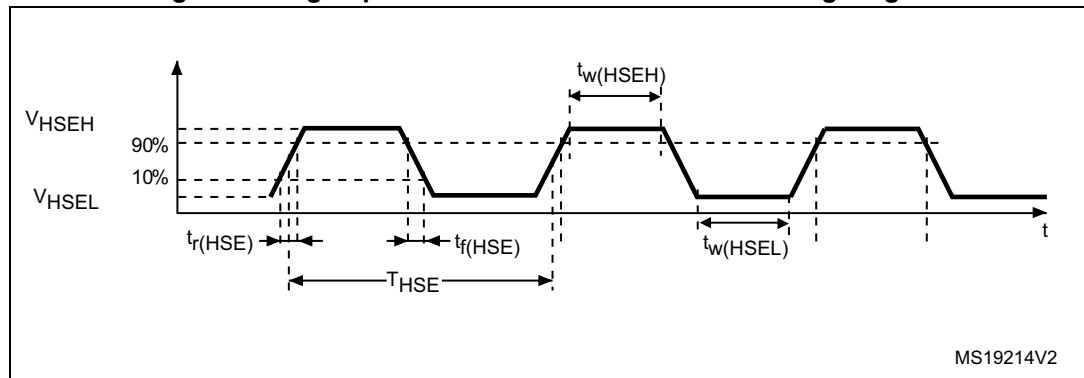 tw(HSEH)
VHSEH
90%
10%
VHSEL
tr(HSE)
tf(HSE)
tw(HSEL)
t
THSE
MS19214V2